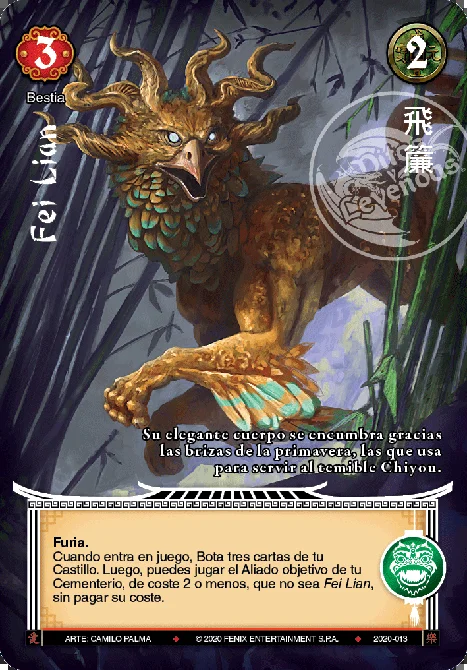 3
2
Bestia
Fei Lian
飛簾
Mitos y Leyendas
Su elegante cuerpo se encumbra gracias
las brizas de la primavera, las que usa
para servir al temible Chiyou.
Furia.
Cuando entra en juego, Bota tres cartas de tu
Castillo. Luego, puedes jugar el Aliado objetivo de tu
Cementerio, de coste 2 o menos, que no sea Fei Lian,
sin pagar su coste.
ARTE: CAMILO PALMA ◆ © 2020 FENIX ENTERTAINMENT S.P.A. ◆ 2020-013